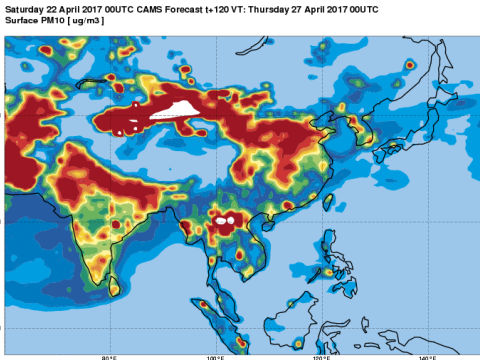 Saturday 22 April 2017 00UTC CAMS Forecast t+120 VT: Thursday 27 April 2017 00UTC
Surface PM10 [ ug/m3 ]
80°E 100°E 120°E 140°E